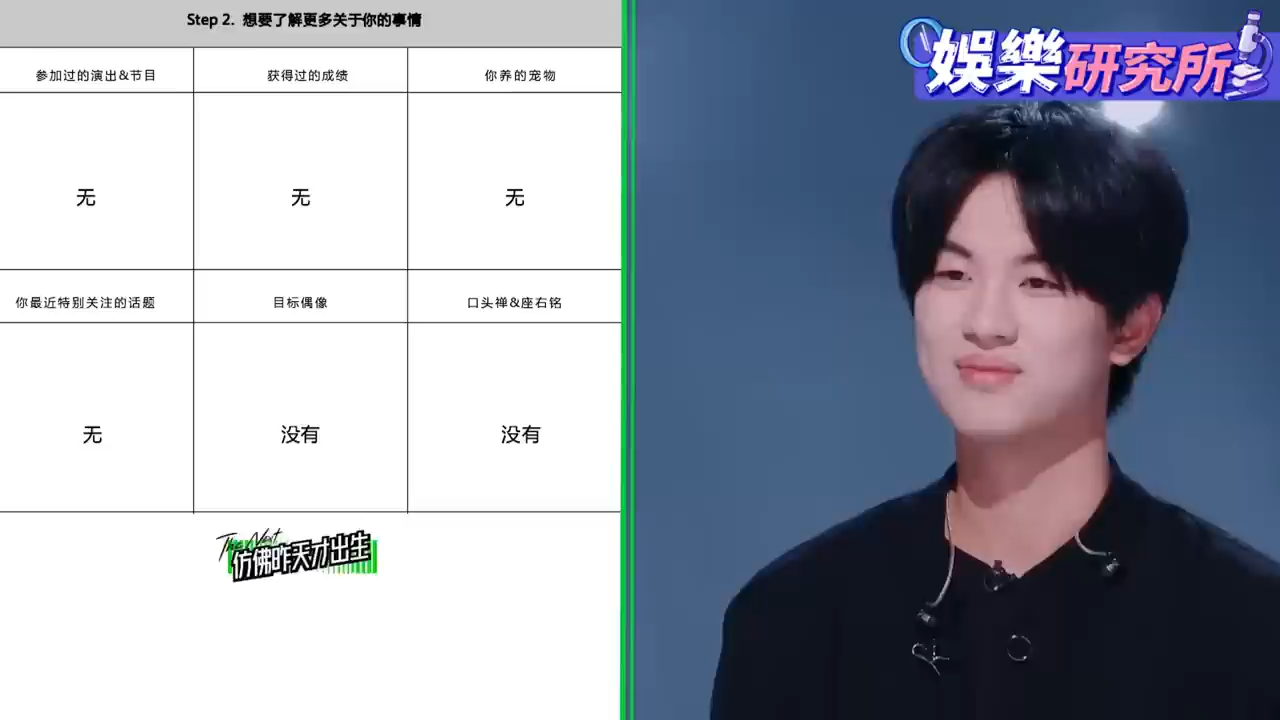 Step 2. 想要了解更多关于你的事情
参加过的演出&节目
获得过的成绩
你养的宠物
无
无
无
你最近特别关注的话题
目标偶像
口头禅&座右铭
无
没有
没有
The Next
仿佛昨天才出生
娛樂研究所